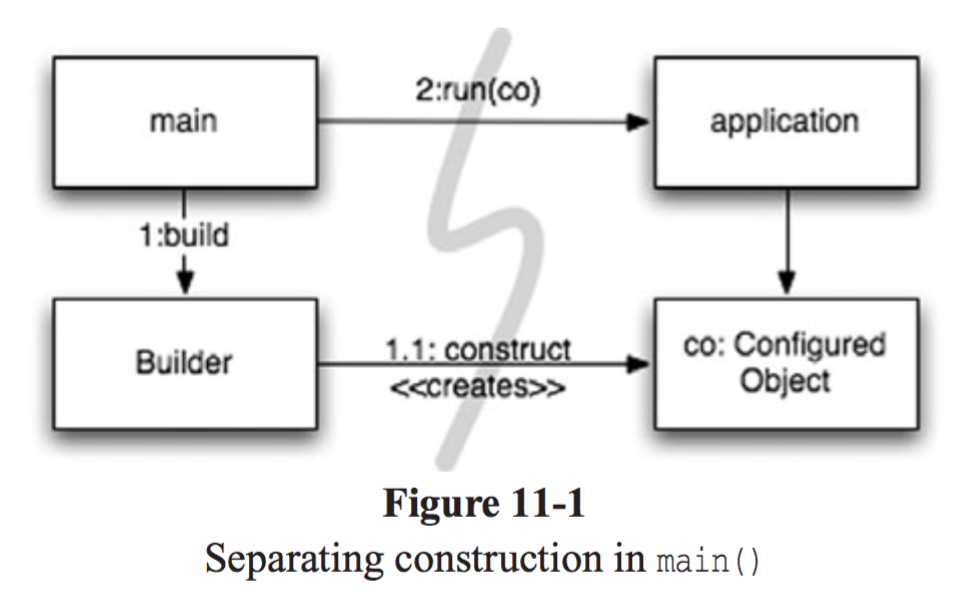 main
2:run(co)
application
1:build
Builder
1.1: construct
<<creates>>
co: Configured
Object
Figure 11-1
Separating construction in main()